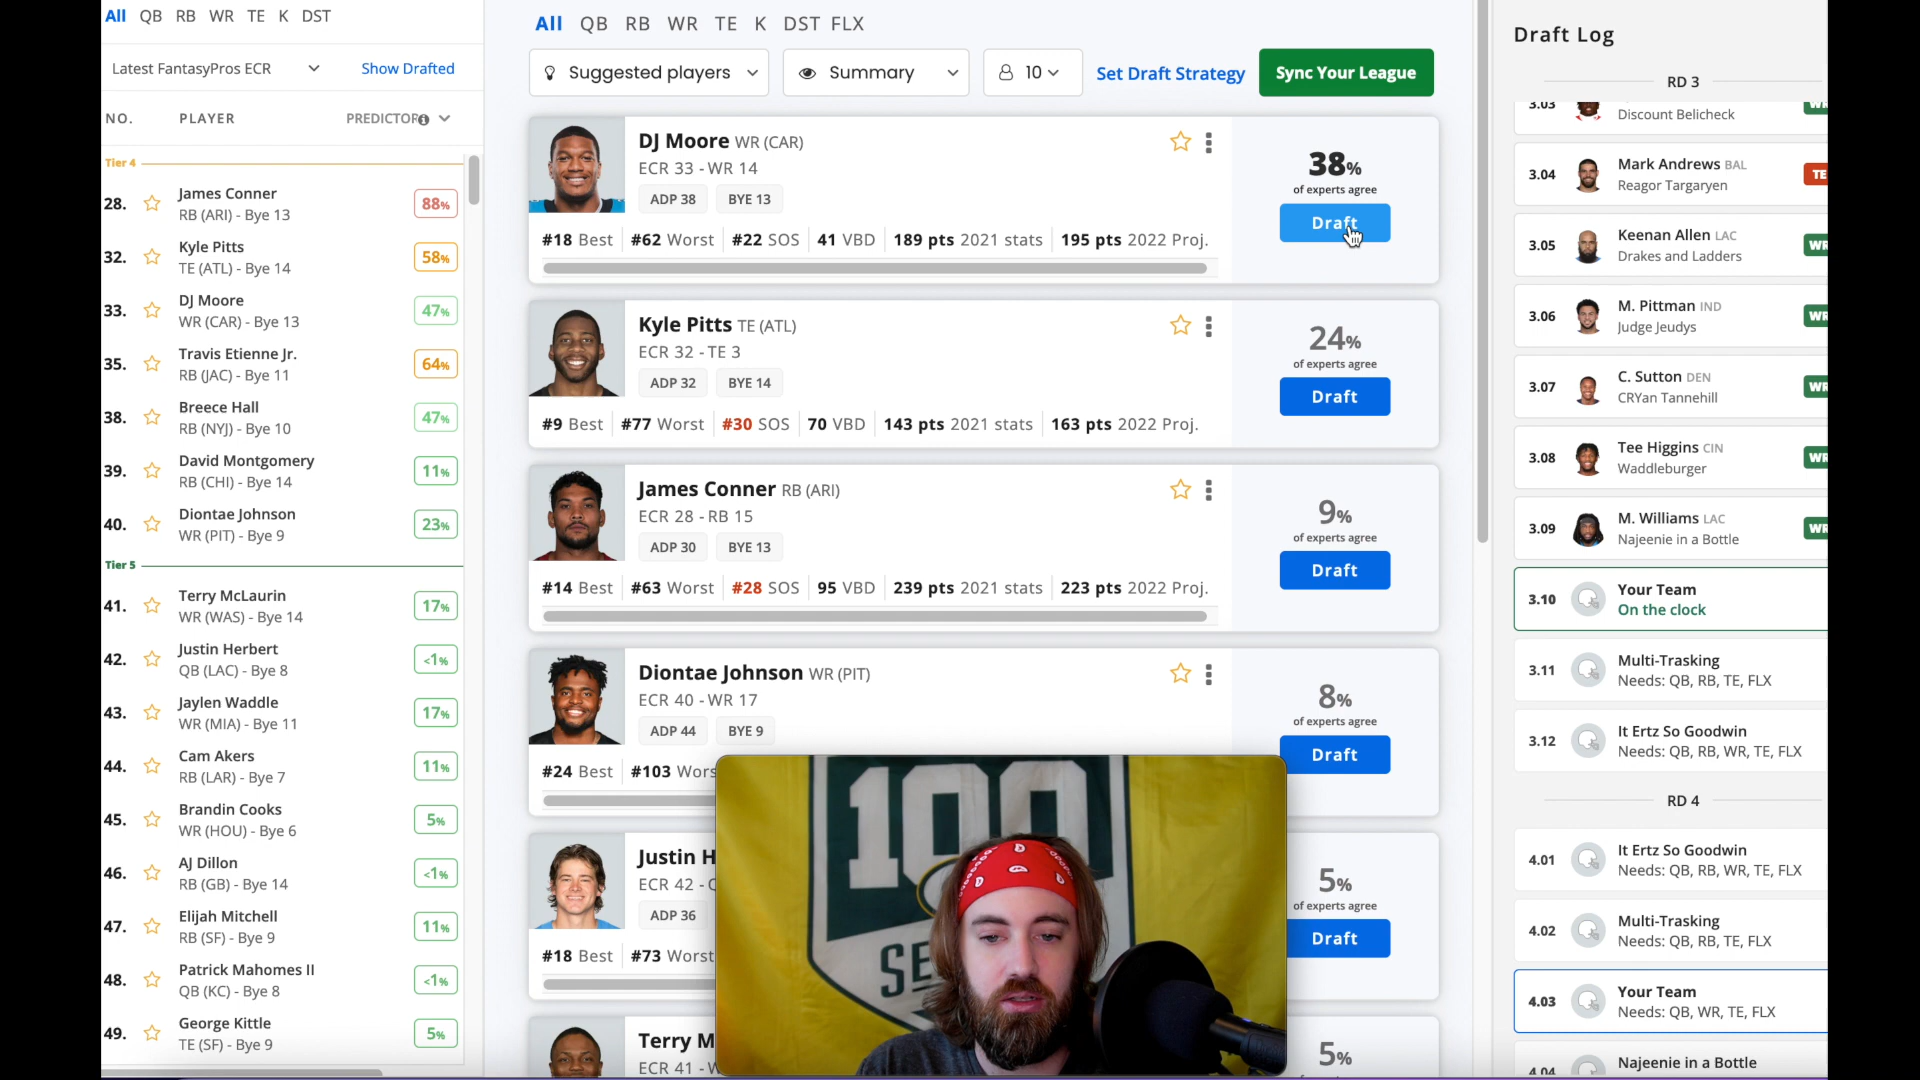 All QB RB WR TE K DST
Latest FantasyPros ECR
Show Drafted
NO. PLAYER PREDICTOR
Tier 4
28. James Conner 88%
RB (ARI) - Bye 13
32. Kyle Pitts 58%
TE (ATL) - Bye 14
33. DJ Moore 47%
WR (CAR) - Bye 13
35. Travis Etienne Jr. 64%
RB (JAC) - Bye 11
38. Breece Hall 47%
RB (NYJ) - Bye 10
39. David Montgomery 11%
RB (CHI) - Bye 14
40. Diontae Johnson 23%
WR (PIT) - Bye 9
Tier 5
41. Terry McLaurin 17%
WR (WAS) - Bye 14
42. Justin Herbert <1%
QB (LAC) - Bye 8
43. Jaylen Waddle 17%
WR (MIA) - Bye 11
44. Cam Akers 11%
RB (LAR) - Bye 7
45. Brandin Cooks 5%
WR (HOU) - Bye 6
46. AJ Dillon <1%
RB (GB) - Bye 14
47. Elijah Mitchell 11%
RB (SF) - Bye 9
48. Patrick Mahomes II <1%
QB (KC) - Bye 8
49. George Kittle 5%
TE (SF) - Bye 9
All QB RB WR TE K DST FLX
Suggested players Summary 10 Set Draft Strategy Sync Your League
DJ Moore WR (CAR)
ECR 33 - WR 14
ADP 38 BYE 13
#18 Best #62 Worst #22 SOS 41 VBD 189 pts 2021 stats 195 pts 2022 Proj.
38%
of experts agree
Draft
Kyle Pitts TE (ATL)
ECR 32 - TE 3
ADP 32 BYE 14
#9 Best #77 Worst #30 SOS 70 VBD 143 pts 2021 stats 163 pts 2022 Proj.
24%
of experts agree
Draft
James Conner RB (ARI)
ECR 28 - RB 15
ADP 30 BYE 13
#14 Best #63 Worst #28 SOS 95 VBD 239 pts 2021 stats 223 pts 2022 Proj.
9%
of experts agree
Draft
Diontae Johnson WR (PIT)
ECR 40 - WR 17
ADP 44 BYE 9
#24 Best #103 Wors
8%
of experts agree
Draft
Justin H
ECR 42 -
ADP 36
#18 Best #73 Worst
5%
of experts agree
Draft
Terry M
ECR 41 -
5%
100
SE
Draft Log
RD 3
3.03
Discount Belicheck
3.04 Mark Andrews BAL TE
Reagor Targaryen
3.05 Keenan Allen LAC WR
Drakes and Ladders
3.06 M. Pittman IND WR
Judge Jeudys
3.07 C. Sutton DEN WR
CRYan Tannehill
3.08 Tee Higgins CIN WR
Waddleburger
3.09 M. Williams LAC WR
Najeenie in a Bottle
3.10 Your Team
On the clock
3.11 Multi-Trasking
Needs: QB, RB, TE, FLX
3.12 It Ertz So Goodwin
Needs: QB, RB, WR, TE, FLX
RD 4
4.01 It Ertz So Goodwin
Needs: QB, RB, WR, TE, FLX
4.02 Multi-Trasking
Needs: QB, RB, TE, FLX
4.03 Your Team
Needs: QB, WR, TE, FLX
4.04 Najeenie in a Bottle